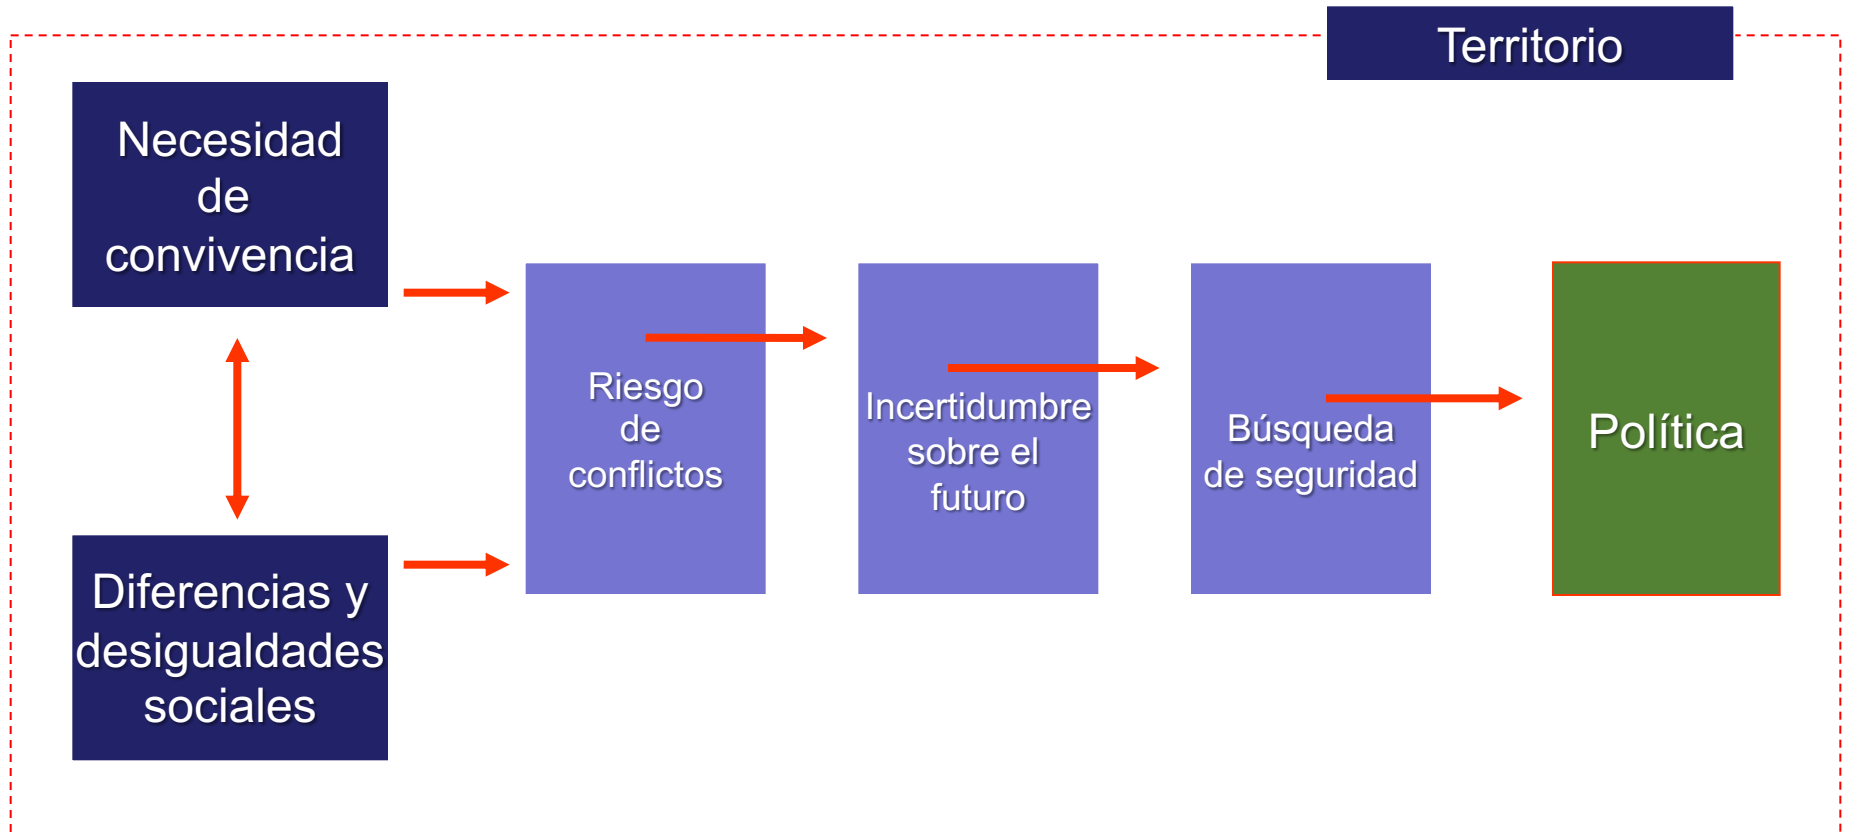 Territorio
Necesidad
de
convivencia
Diferencias y
desigualdades
sociales
Riesgo
de
conflictos
Incertidumbre
sobre el
futuro
Búsqueda
de seguridad
Política